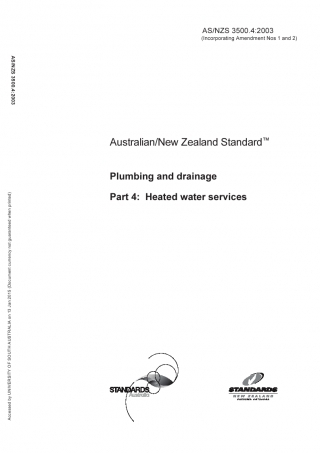 AS/NZS 3500.4:2003
(Incorporating Amendment Nos 1 and 2)
AS/NZS 3500.4:2003
Australian/New Zealand Standard™
Plumbing and drainage
Part 4: Heated water services
Accessed by UNIVERSITY OF SOUTH AUSTRALIA on 15 Jan 2015 (Document currency not guaranteed when printed)
STANDARDS
Australia
STANDARDS
NEW ZEALAND